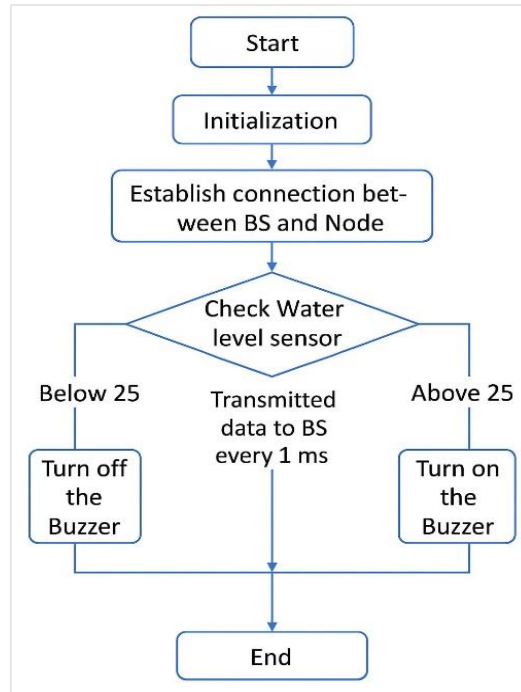 Start
Initialization
Establish connection bet-
ween BS and Node
Check Water
level sensor
Below 25
Transmitted
data to BS
every 1 ms
Above 25
Turn off
the
Buzzer
Turn on
the
Buzzer
End